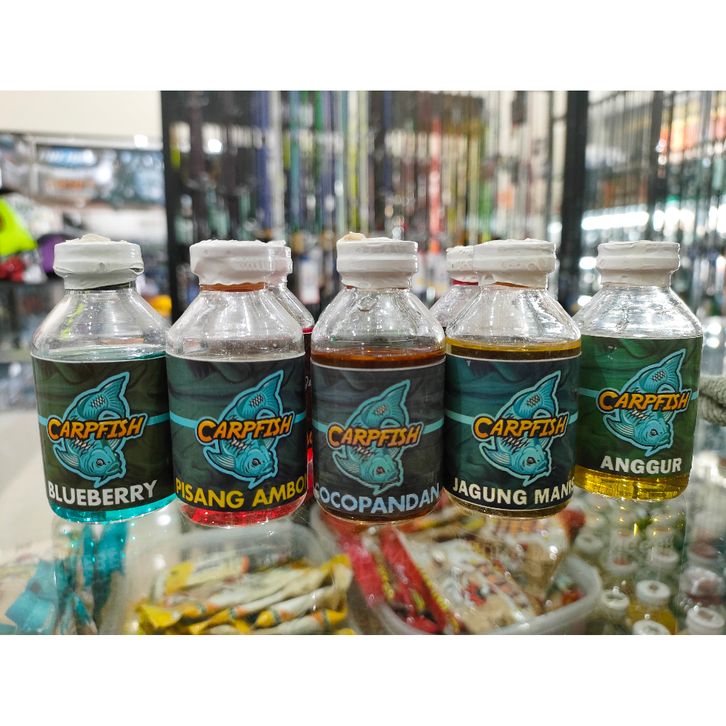 CARPFISH
BLUEBERRY
CARPFISH
PISANG AMBO
CARPFISH
COCOPANDAN
CARPFISH
JAGUNG MANIS
CARPFISH
ANGGUR